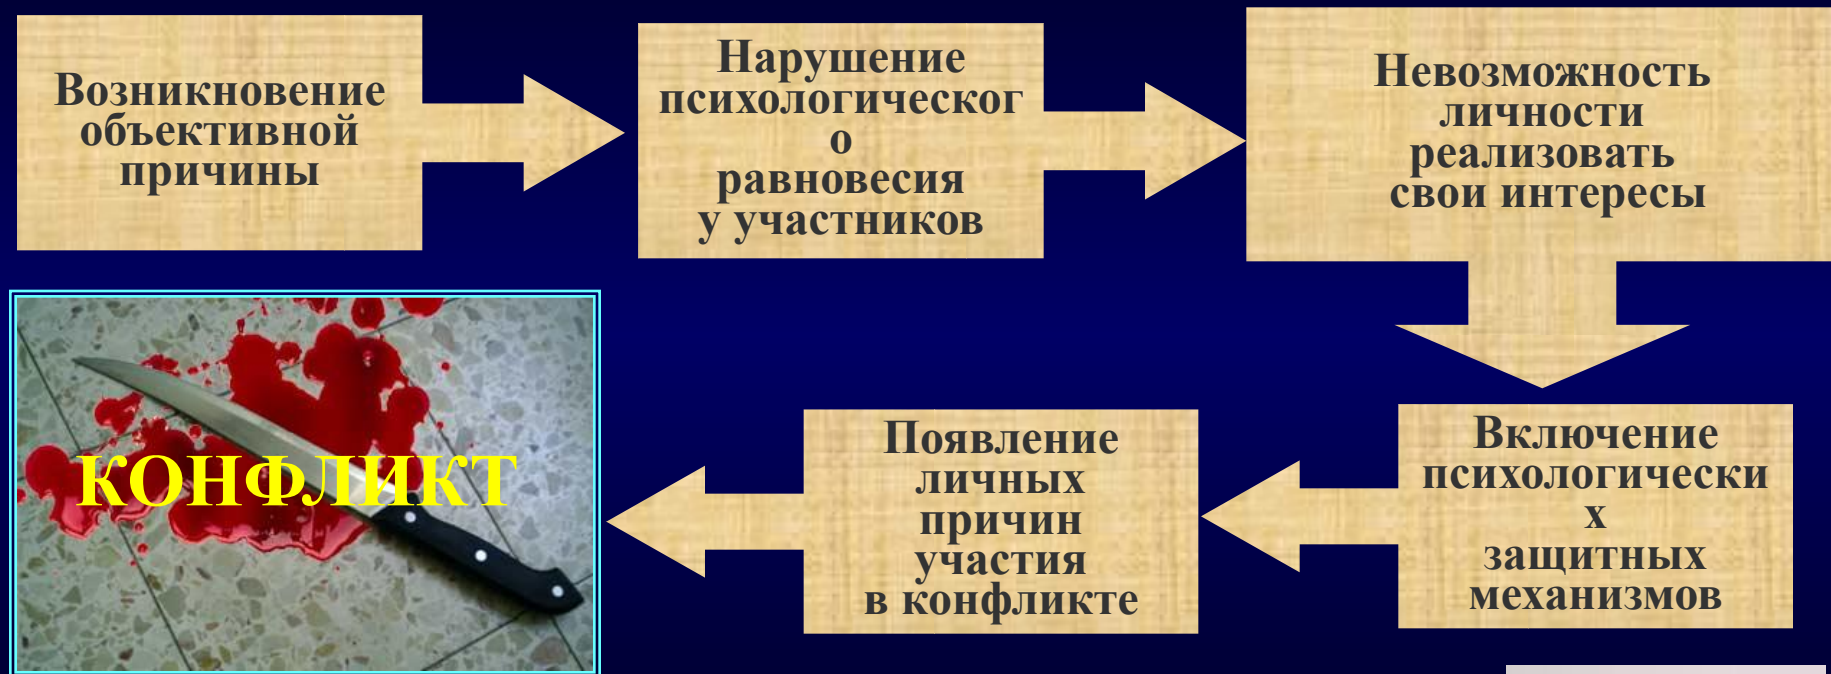 Возникновение
объективной
причины
Нарушение
психологическог
о
равновесия
у участников
Невозможность
личности
реализовать
свои интересы
Включение
психологически
х
защитных
механизмов
Появление
личных
причин
участия
в конфликте
КОНФЛИКТ